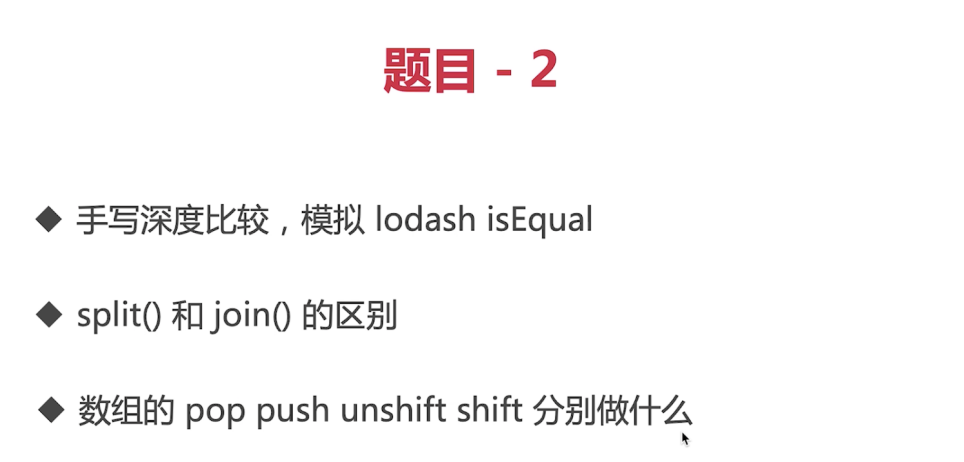 题目 - 2
◆ 手写深度比较，模拟 lodash isEqual
◆ split() 和 join() 的区别
◆ 数组的 pop push unshift shift 分别做什么